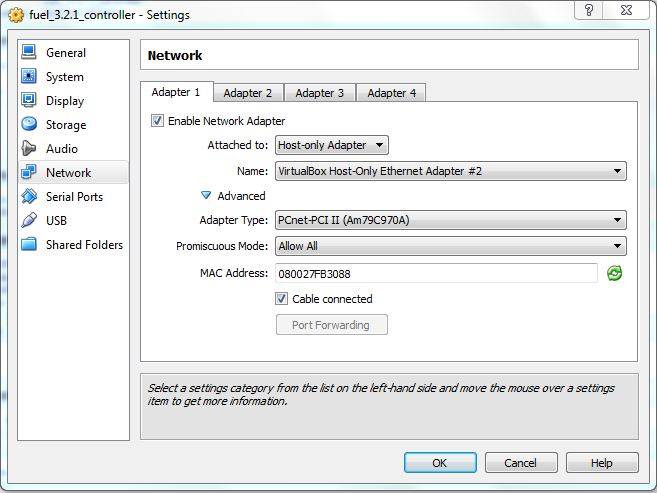 fuel_3.2.1_controller - Settings
?
General
System
Display
Storage
Audio
Network
Serial Ports
USB
Shared Folders
Network
Adapter 1 Adapter 2 Adapter 3 Adapter 4
Enable Network Adapter
Attached to: Host-only Adapter
Name: VirtualBox Host-Only Ethernet Adapter #2
Advanced
Adapter Type: PCnet-PCI II (Am79C970A)
Promiscuous Mode: Allow All
MAC Address: 080027FB3088
Cable connected
Port Forwarding
Select a settings category from the list on the left-hand side and move the mouse over a settings
item to get more information.
OK Cancel Help